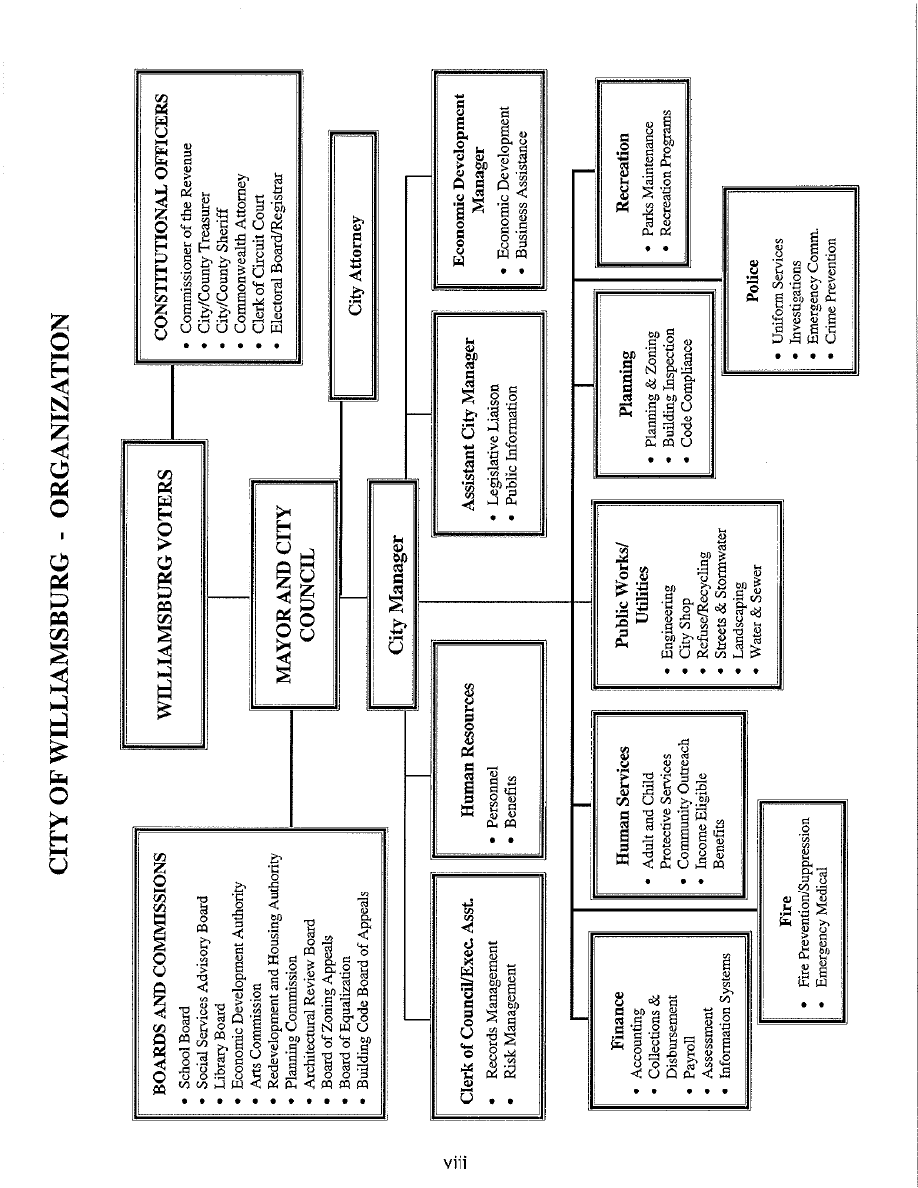 CITY OF WILLIAMSBURG - ORGANIZATION
WILLIAMSBURG VOTERS
CONSTITUTIONAL OFFICERS
• Commissioner of the Revenue
• City/County Treasurer
• City/County Sheriff
• Commonwealth Attorney
• Clerk of Circuit Court
• Electoral Board/Registrar
BOARDS AND COMMISSIONS
• School Board
• Social Services Advisory Board
• Library Board
• Economic Development Authority
• Arts Commission
• Redevelopment and Housing Authority
• Planning Commission
• Architectural Review Board
• Board of Zoning Appeals
• Board of Equalization
• Building Code Board of Appeals
MAYOR AND CITY
COUNCIL
City Attorney
City Manager
Clerk of Council/Exec. Asst.
• Records Management
• Risk Management
Human Resources
• Personnel
• Benefits
Assistant City Manager
• Legislative Liaison
• Public Information
Economic Development
Manager
• Economic Development
• Business Assistance
Finance
• Accounting
• Collections &
Disbursement
• Payroll
• Assessment
• Information Systems
Human Services
• Adult and Child
Protective Services
• Community Outreach
• Income Eligible
Benefits
Public Works/
Utilities
• Engineering
• City Shop
• Refuse/Recycling
• Streets & Stormwater
• Landscaping
• Water & Sewer
Planning
• Planning & Zoning
• Building Inspection
• Code Compliance
Recreation
• Parks Maintenance
• Recreation Programs
Fire
• Fire Prevention/Suppression
• Emergency Medical
Police
• Uniform Services
• Investigations
• Emergency Comm.
• Crime Prevention
viii